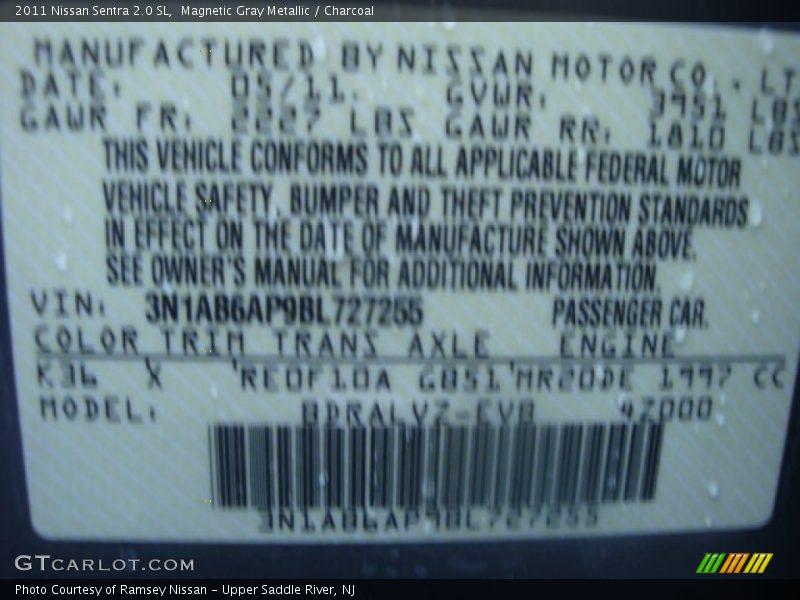 2011 Nissan Sentra 2.0 SL,  Magnetic Gray Metallic / Charcoal
MANUFACTURED BY NISSAN MOTOR CO., LT
DATE: 05/11. GVWR: 3951 LBS
GAWR FR: 2227 LBS GAWR RR: 1810 LBS
THIS VEHICLE CONFORMS TO ALL APPLICABLE FEDERAL MOTOR
VEHICLE SAFETY, BUMPER AND THEFT PREVENTION STANDARDS
IN EFFECT ON THE DATE OF MANUFACTURE SHOWN ABOVE.
SEE OWNER'S MANUAL FOR ADDITIONAL INFORMATION.
VIN: 3N1AB6AP9BL727255 PASSENGER CAR.
COLOR TRIM TRANS AXLE ENGINE
K36 X RE0F10A GB51 MR20DE 1997 CC
MODEL:
3N1AB6AP9BL727255
GTCARLOT.COM
Photo Courtesy of Ramsey Nissan - Upper Saddle River, NJ